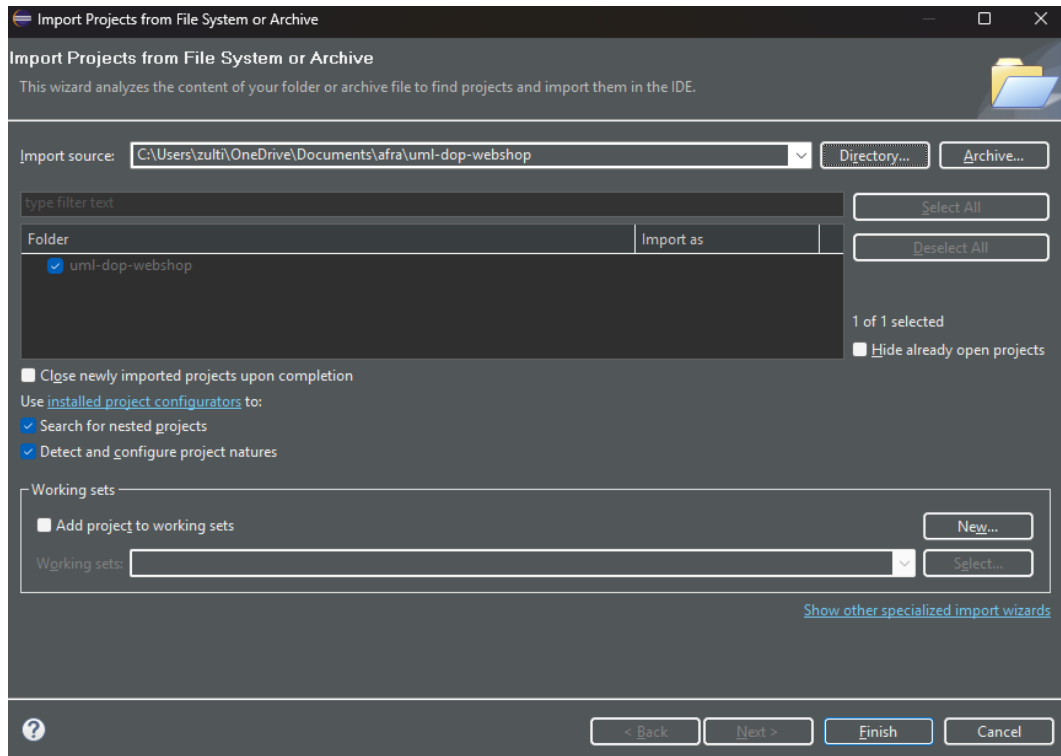 Import Projects from File System or Archive
Import Projects from File System or Archive
This wizard analyzes the content of your folder or archive file to find projects and import them in the IDE.
Import source: C:\Users\zulti\OneDrive\Documents\afra\uml-dop-webshop Directory... Archive...
type filter text Select All
Folder Import as
Deselect All
uml-dop-webshop
1 of 1 selected
Hide already open projects
Close newly imported projects upon completion
Use installed project configurators to:
Search for nested projects
Detect and configure project natures
Working sets
Add project to working sets New...
Working sets: Select...
Show other specialized import wizards
? < Back Next > Finish Cancel